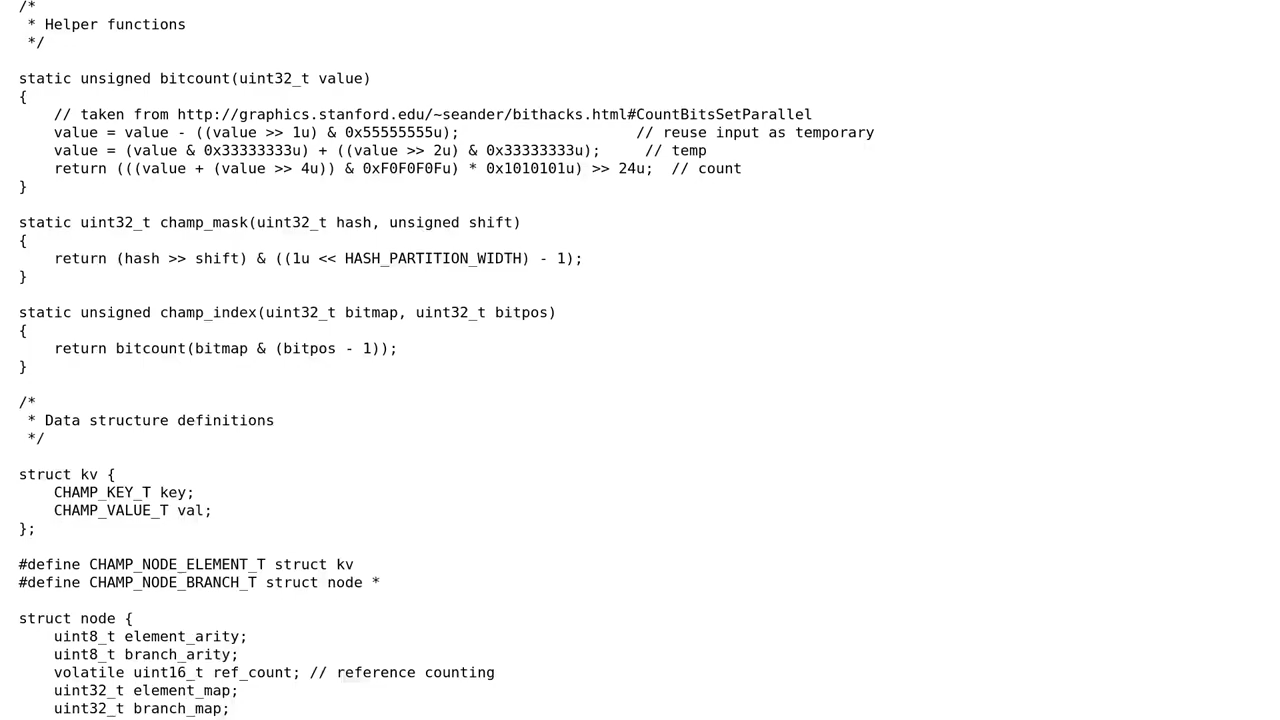 /*
 * Helper functions
 */

static unsigned bitcount(uint32_t value)
{
    // taken from http://graphics.stanford.edu/~seander/bithacks.html#CountBitsSetParallel
    value = value - ((value >> 1u) & 0x55555555u);                    // reuse input as temporary
    value = (value & 0x33333333u) + ((value >> 2u) & 0x33333333u);     // temp
    return (((value + (value >> 4u)) & 0xF0F0F0Fu) * 0x1010101u) >> 24u;  // count
}

static uint32_t champ_mask(uint32_t hash, unsigned shift)
{
    return (hash >> shift) & ((1u << HASH_PARTITION_WIDTH) - 1);
}

static unsigned champ_index(uint32_t bitmap, uint32_t bitpos)
{
    return bitcount(bitmap & (bitpos - 1));
}

/*
 * Data structure definitions
 */

struct kv {
    CHAMP_KEY_T key;
    CHAMP_VALUE_T val;
};

#define CHAMP_NODE_ELEMENT_T struct kv
#define CHAMP_NODE_BRANCH_T struct node *

struct node {
    uint8_t element_arity;
    uint8_t branch_arity;
    volatile uint16_t ref_count; // reference counting
    uint32_t element_map;
    uint32_t branch_map;